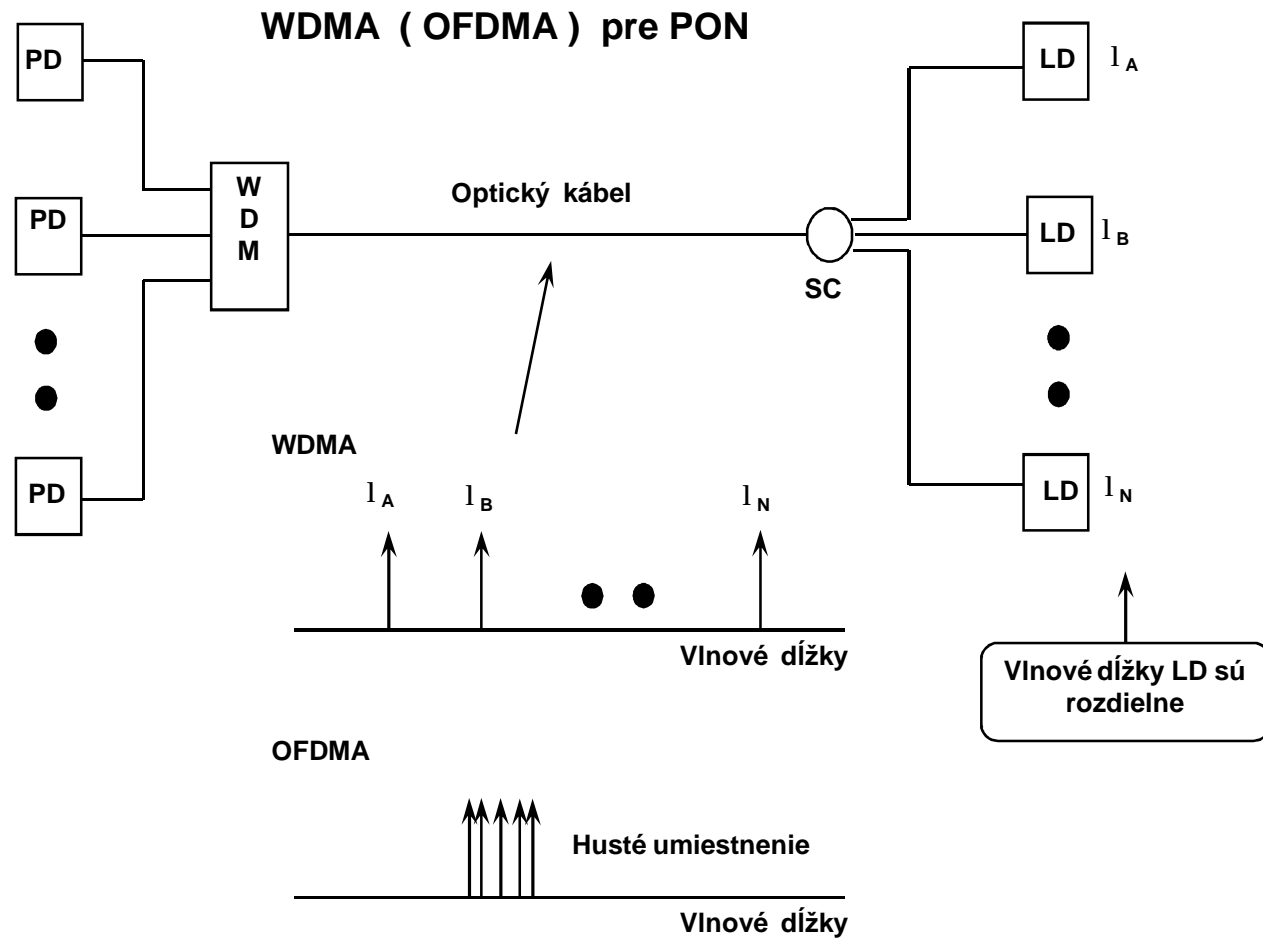 WDMA ( OFDMA ) pre PON
PD
LD
l A
W
D
M
Optický kábel
PD
LD
l B
SC
WDMA
PD
LD
l N
l A
l B
l N
Vlnové dĺžky
Vlnové dĺžky LD sú
rozdielne
OFDMA
Husté umiestnenie
Vlnové dĺžky